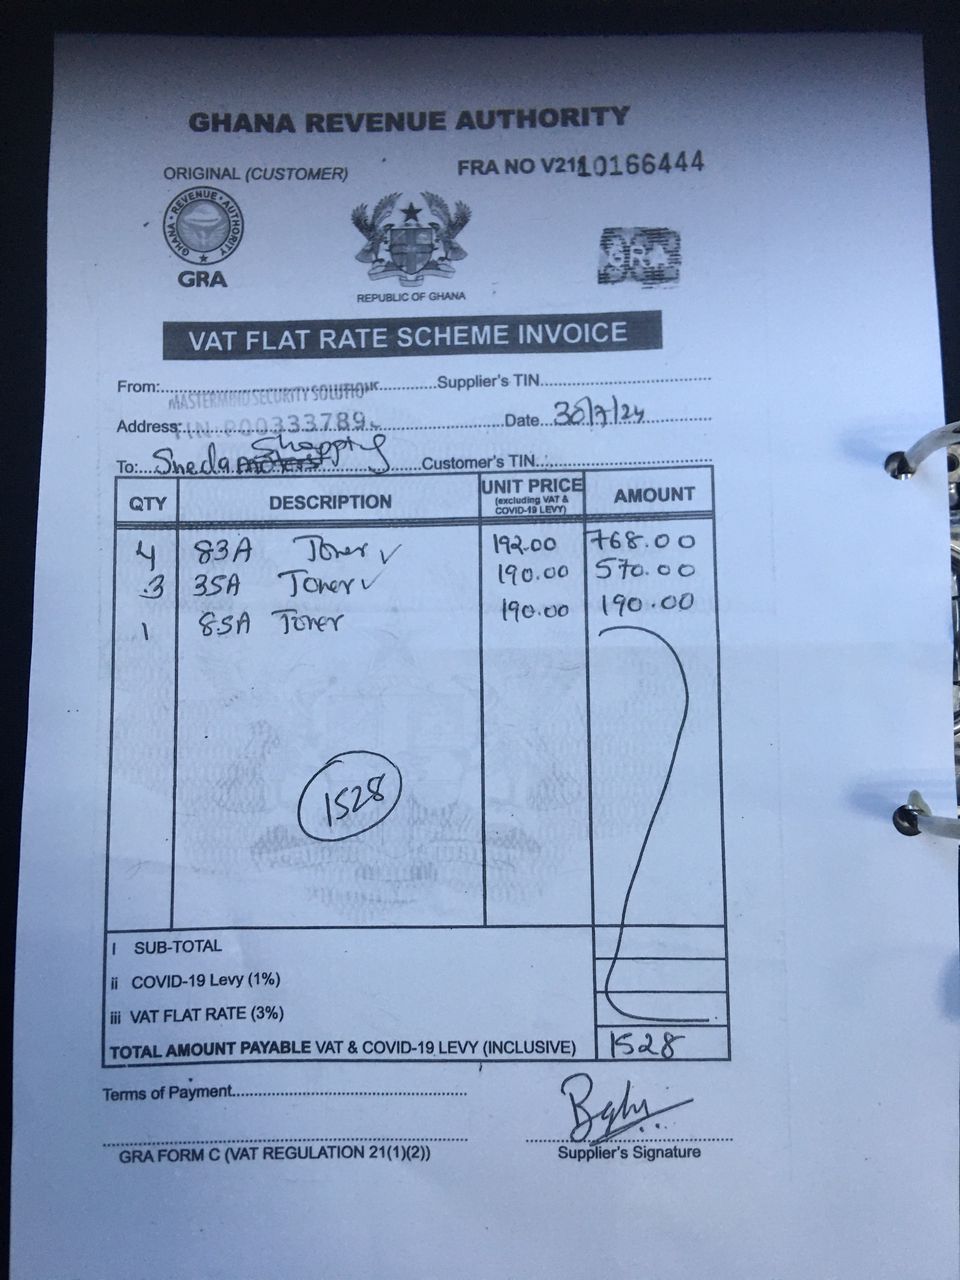 GHANA REVENUE AUTHORITY
ORIGINAL (CUSTOMER)
FRA NO V2110166444
GHANA · REVENUE · AUTHORITY
GRA
REPUBLIC OF GHANA
GRA
VAT FLAT RATE SCHEME INVOICE
From:..........Supplier's TIN..........
MASTERMIND SECURITY SOLUTION
Address:..........Date...30/7/24
TIN: P00333789
To:...Sheda Shopping..........Customer's TIN..........
QTY DESCRIPTION UNIT PRICE (excluding VAT & COVID-19 LEVY) AMOUNT
4 83A Toner ✓ 192.00 768.00
3 35A Toner ✓ 190.00 570.00
1 85A Toner 190.00 190.00
1528
i SUB-TOTAL
ii COVID-19 Levy (1%)
iii VAT FLAT RATE (3%)
TOTAL AMOUNT PAYABLE VAT & COVID-19 LEVY (INCLUSIVE) 1528
Terms of Payment..........
GRA FORM C (VAT REGULATION 21(1)(2))
Supplier's Signature